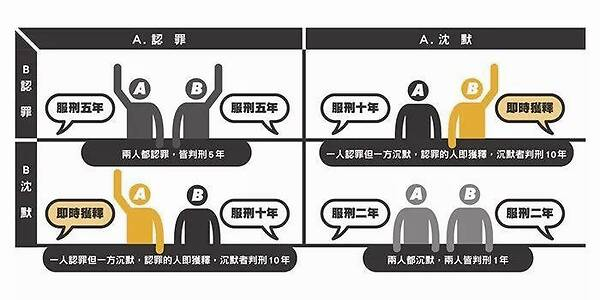 A. 認 罪
A. 沈 默
B 認 罪
服刑五年
A
B
服刑五年
兩人都認罪，皆判刑5年
服刑十年
A
B
即時獲釋
一人認罪但一方沉默，認罪的人即獲釋，沉默者判刑10年
B 沈 默
即時獲釋
A
B
服刑十年
一人認罪但一方沉默，認罪的人即獲釋，沉默者判刑10年
服刑二年
A
B
服刑二年
兩人都沉默，兩人皆判刑1年